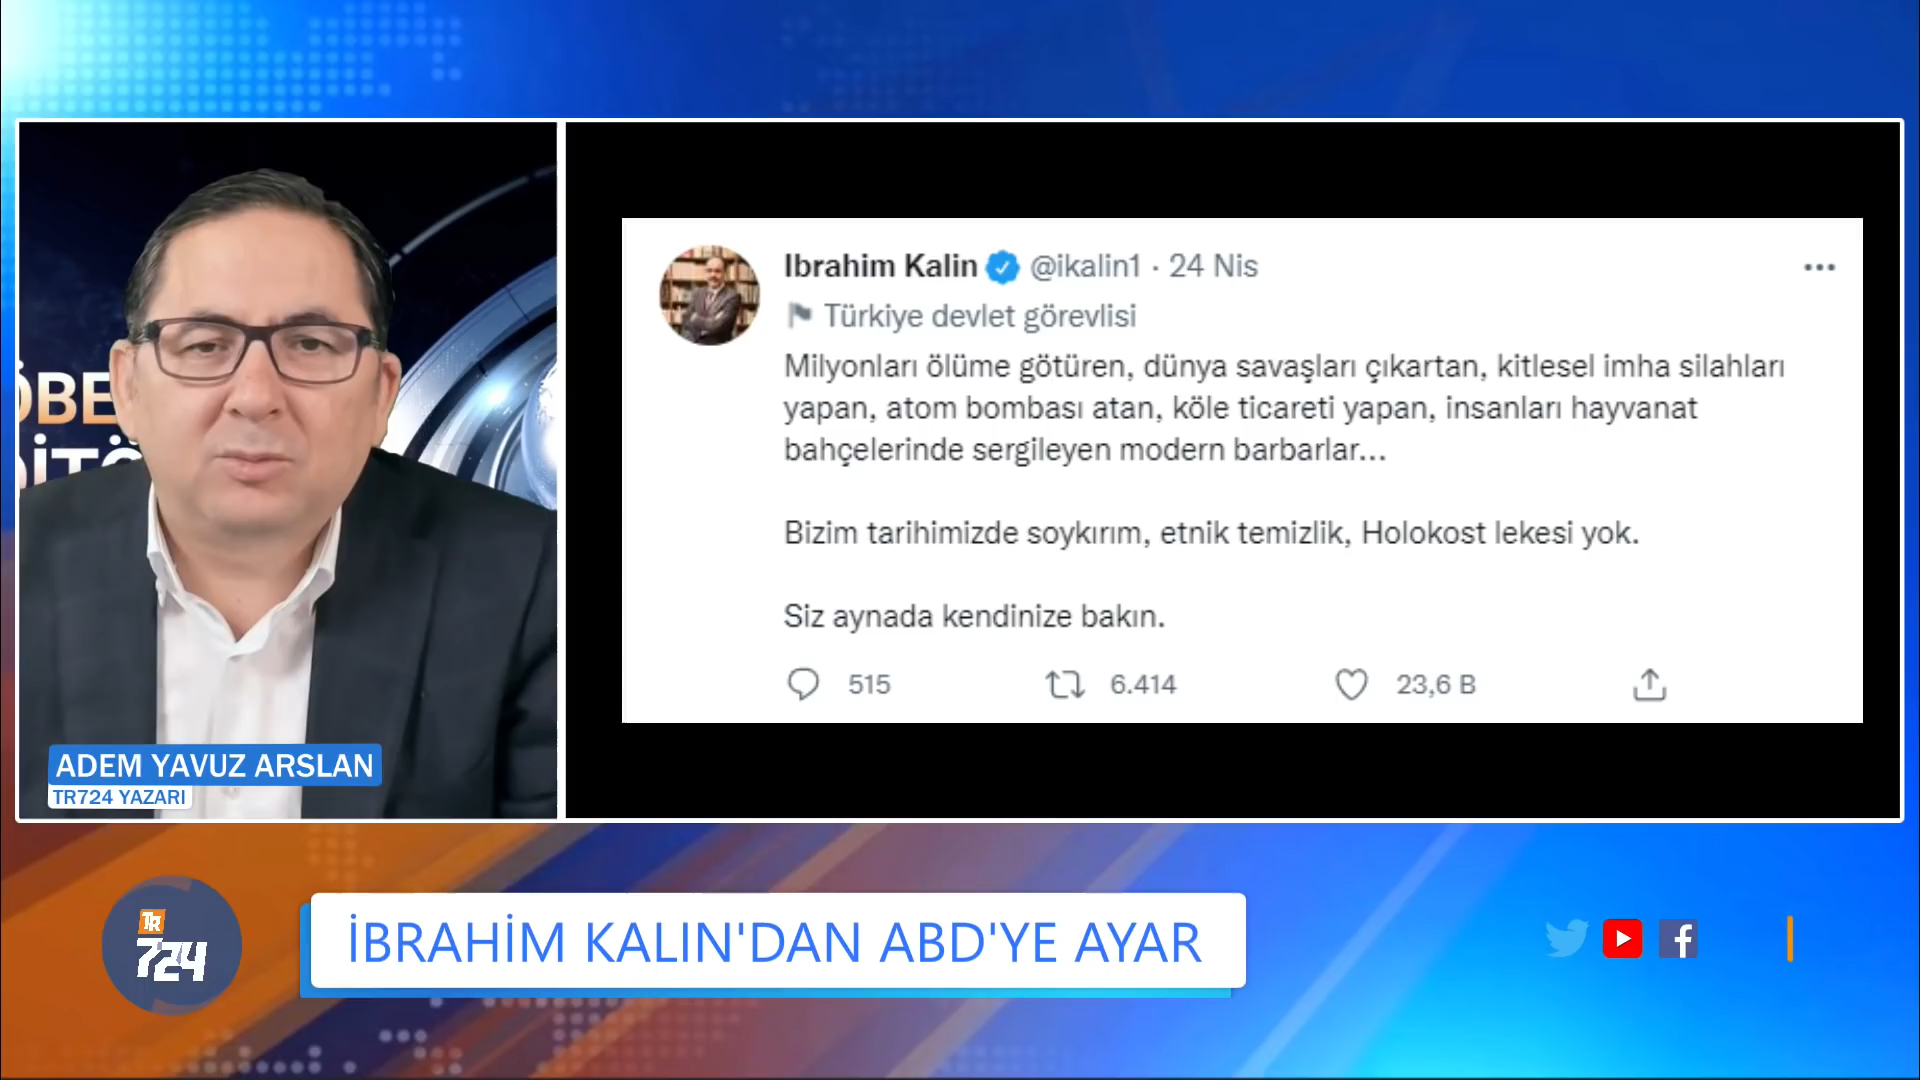 Ibrahim Kalin @ikalin1 · 24 Nis
Türkiye devlet görevlisi
Milyonları ölüme götüren, dünya savaşları çıkartan, kitlesel imha silahları
yapan, atom bombası atan, köle ticareti yapan, insanları hayvanat
bahçelerinde sergileyen modern barbarlar...
Bizim tarihimizde soykırım, etnik temizlik, Holokost lekesi yok.
Siz aynada kendinize bakın.
515 6.414 23,6 B
ADEM YAVUZ ARSLAN
TR724 YAZARI
TR
724
İBRAHİM KALIN'DAN ABD'YE AYAR